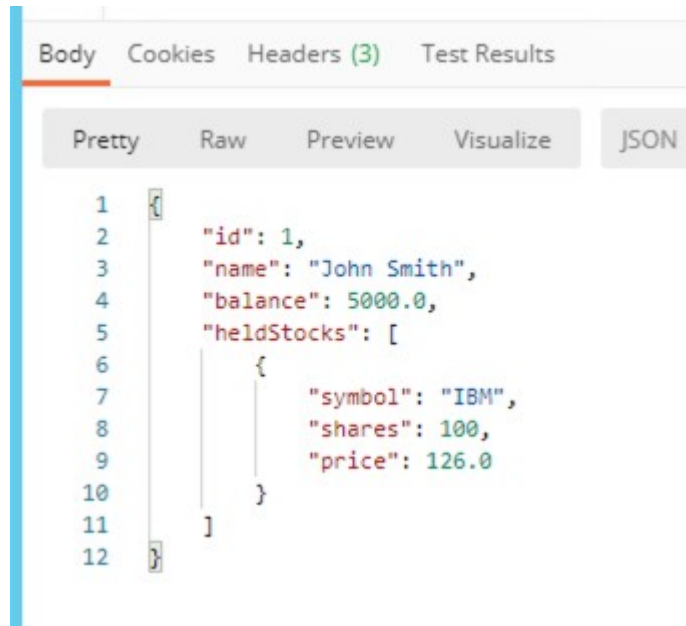 Body Cookies Headers (3) Test Results
Pretty Raw Preview Visualize JSON
1 {
2 "id": 1,
3 "name": "John Smith",
4 "balance": 5000.0,
5 "heldStocks": [
6 {
7 "symbol": "IBM",
8 "shares": 100,
9 "price": 126.0
10 }
11 ]
12 }